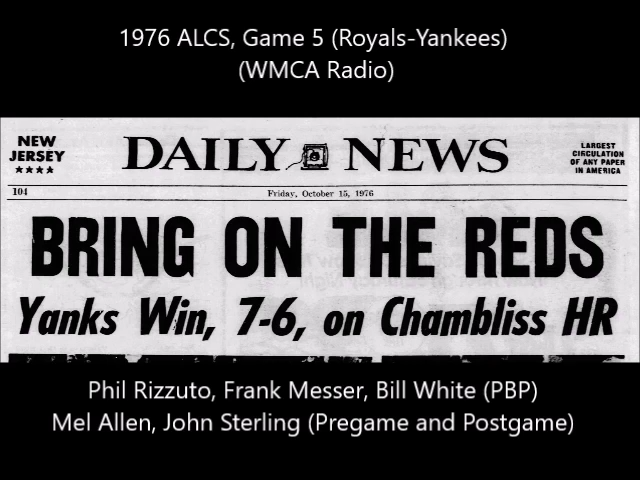 1976 ALCS, Game 5 (Royals-Yankees)
(WMCA Radio)
NEW
JERSEY
★★★★
DAILY NEWS
LARGEST
CIRCULATION
OF ANY PAPER
IN AMERICA
104
Friday, October 15, 1976
BRING ON THE REDS
Yanks Win, 7-6, on Chambliss HR
Phil Rizzuto, Frank Messer, Bill White (PBP)
Mel Allen, John Sterling (Pregame and Postgame)